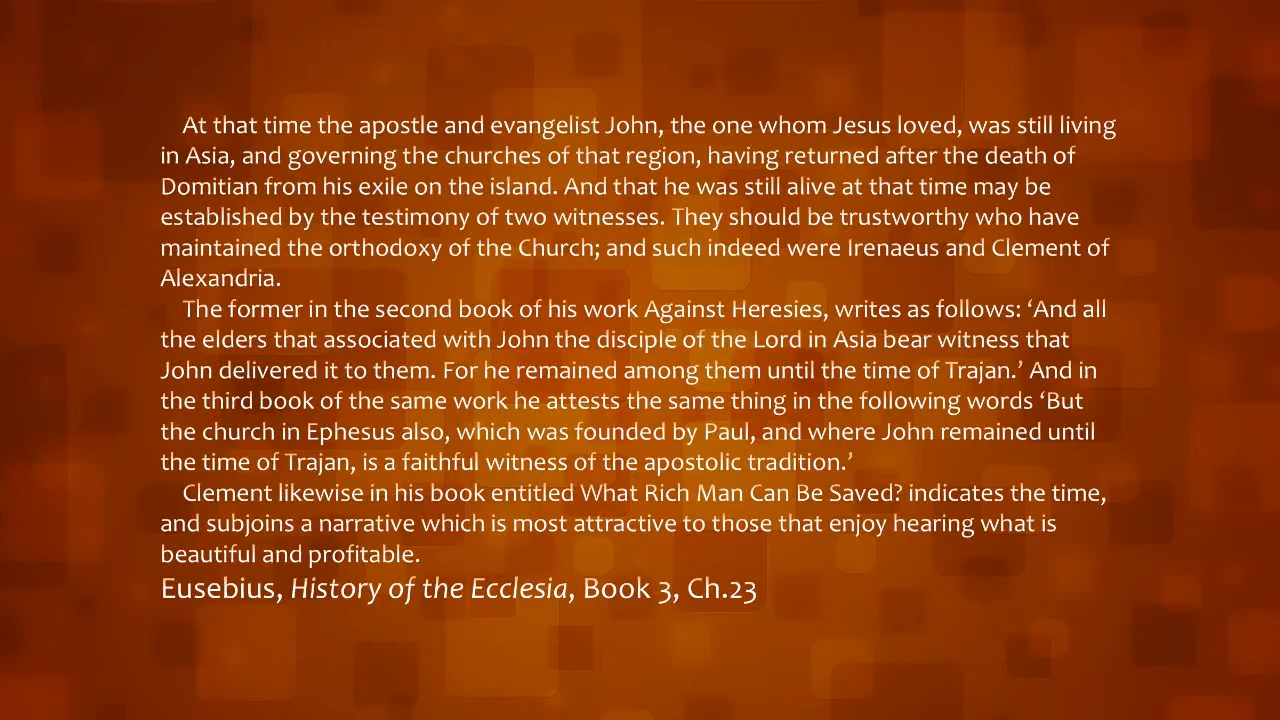 At that time the apostle and evangelist John, the one whom Jesus loved, was still living
in Asia, and governing the churches of that region, having returned after the death of
Domitian from his exile on the island. And that he was still alive at that time may be
established by the testimony of two witnesses. They should be trustworthy who have
maintained the orthodoxy of the Church; and such indeed were Irenaeus and Clement of
Alexandria.
The former in the second book of his work Against Heresies, writes as follows: ‘And all
the elders that associated with John the disciple of the Lord in Asia bear witness that
John delivered it to them. For he remained among them until the time of Trajan.’ And in
the third book of the same work he attests the same thing in the following words ‘But
the church in Ephesus also, which was founded by Paul, and where John remained until
the time of Trajan, is a faithful witness of the apostolic tradition.’
Clement likewise in his book entitled What Rich Man Can Be Saved? indicates the time,
and subjoins a narrative which is most attractive to those that enjoy hearing what is
beautiful and profitable.
Eusebius, History of the Ecclesia, Book 3, Ch.23